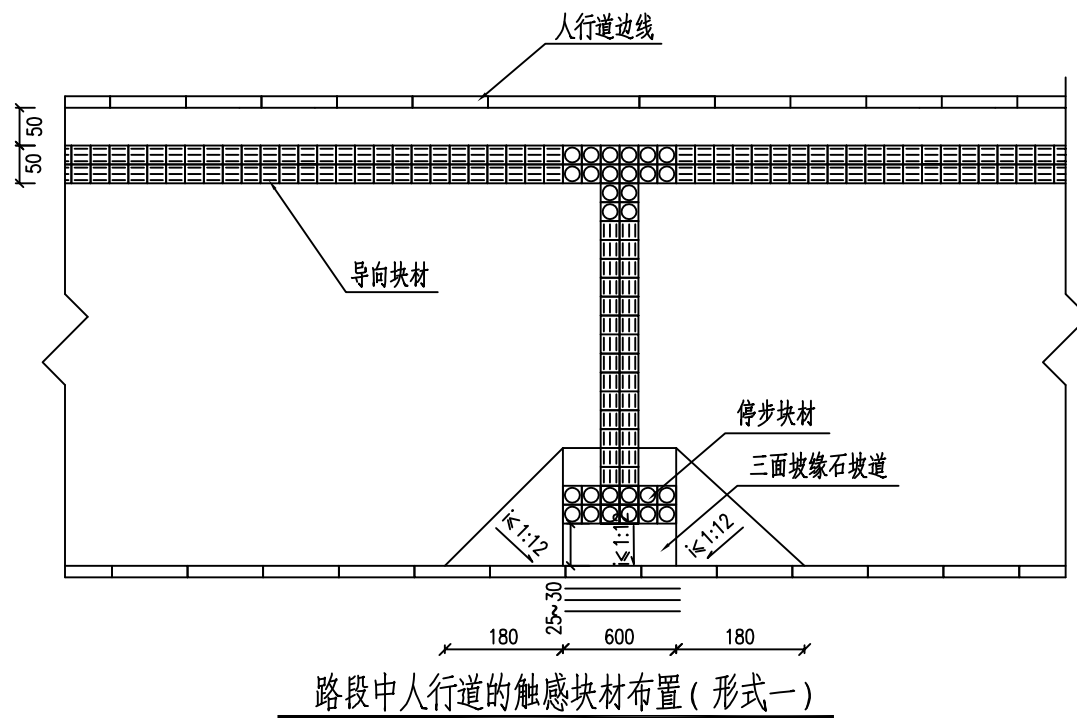 人行道边线
50
50
导向块材
停步块材
三面坡缘石坡道
i≤1:12
i≤1:12
i≤1:12
25~30
180
600
180
路段中人行道的触感块材布置(形式一)